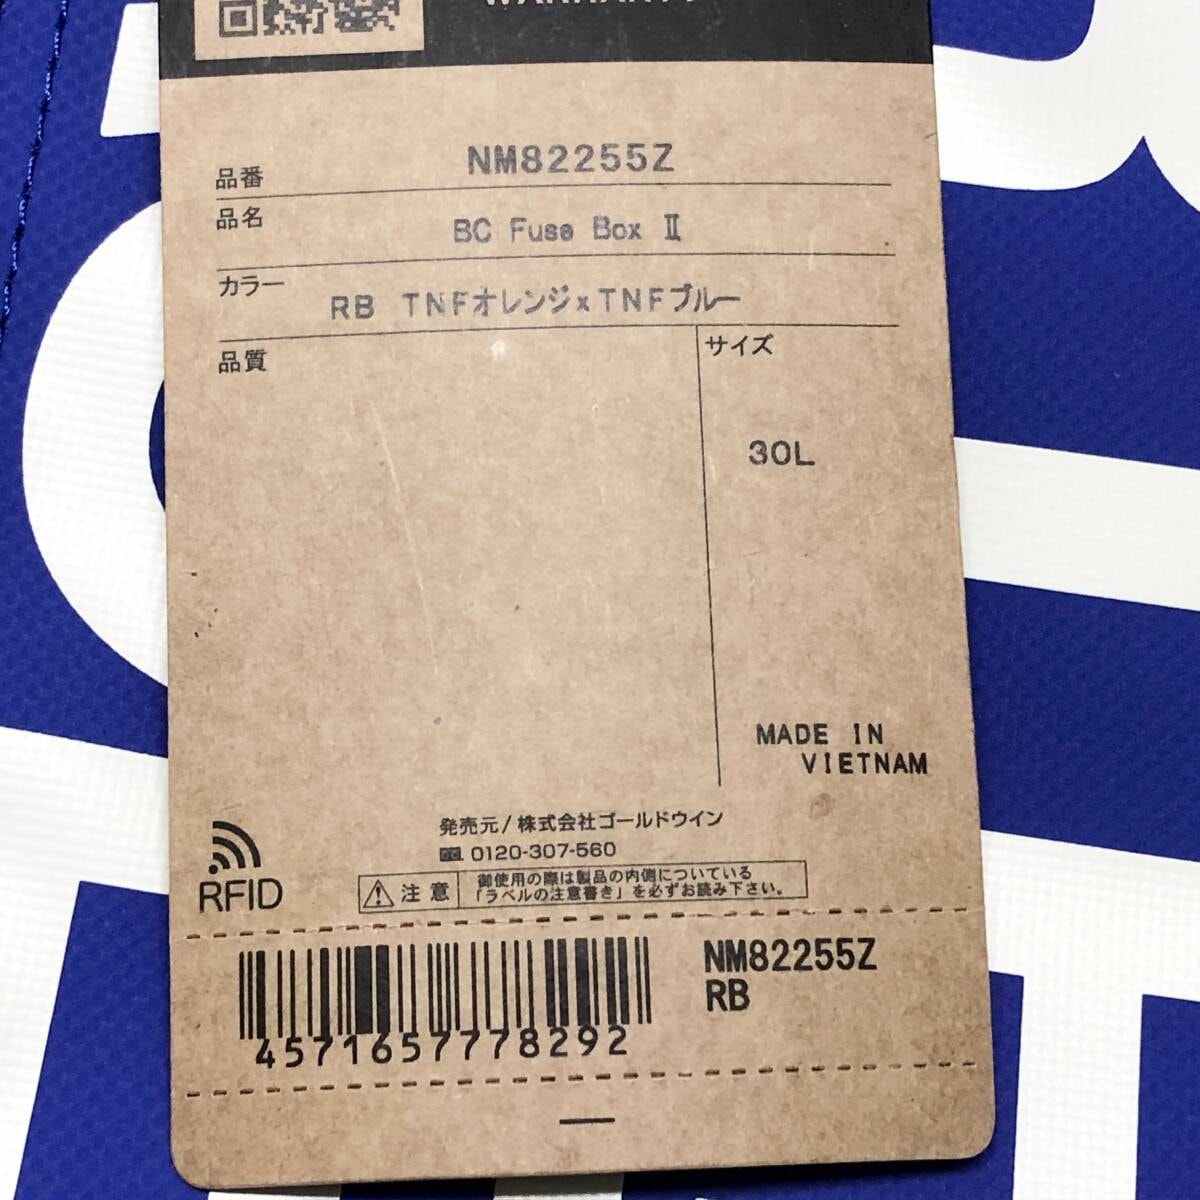 品番 NM82255Z
品名 BC Fuse Box Ⅱ
カラー RB TNFオレンジxTNFブルー
品質
サイズ
30L
MADE IN
VIETNAM
発売元/株式会社ゴールドウイン
0120-307-560
RFID
注意
御使用の際は製品の内側についている
「ラベルの注意書き」を必ずお読み下さい。
NM82255Z
RB
4571657778292